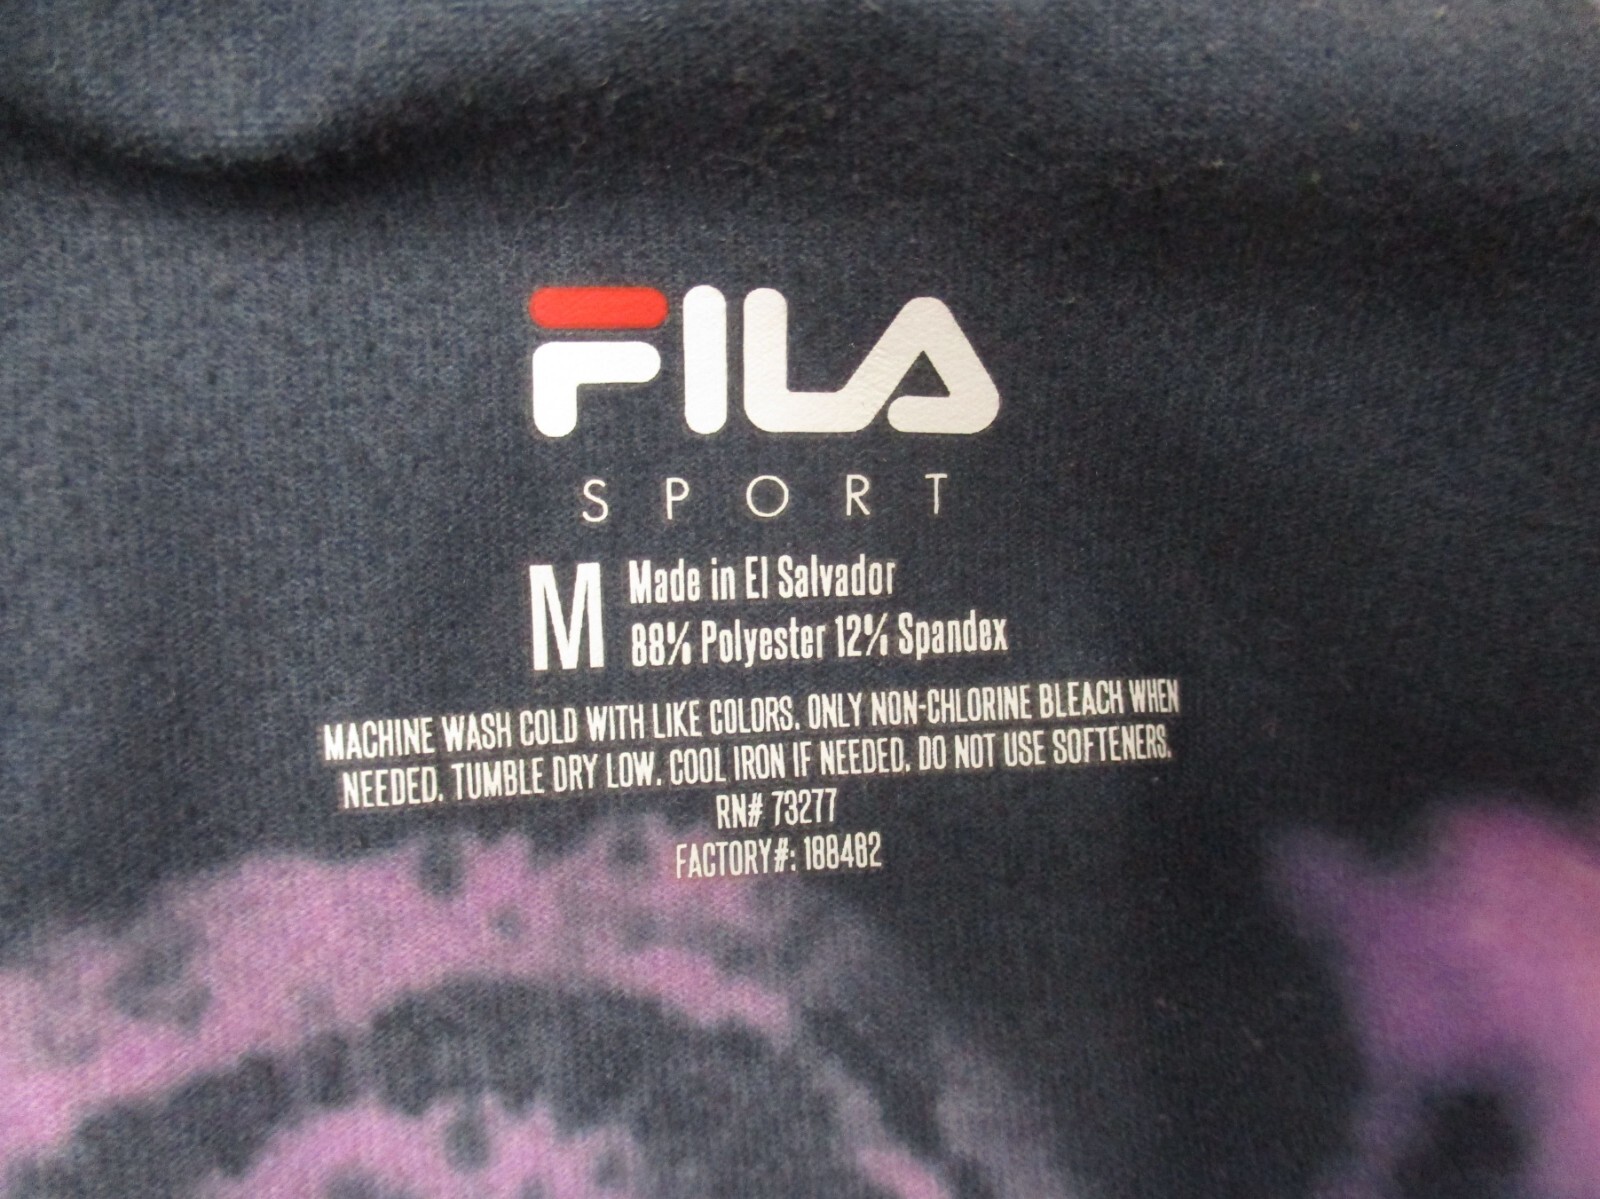 FILA
SPORT
M
Made in El Salvador
88% Polyester 12% Spandex
MACHINE WASH COLD WITH LIKE COLORS. ONLY NON-CHLORINE BLEACH WHEN
NEEDED. TUMBLE DRY LOW. COOL IRON IF NEEDED. DO NOT USE SOFTENERS.
RN# 73277
FACTORY#: 188482